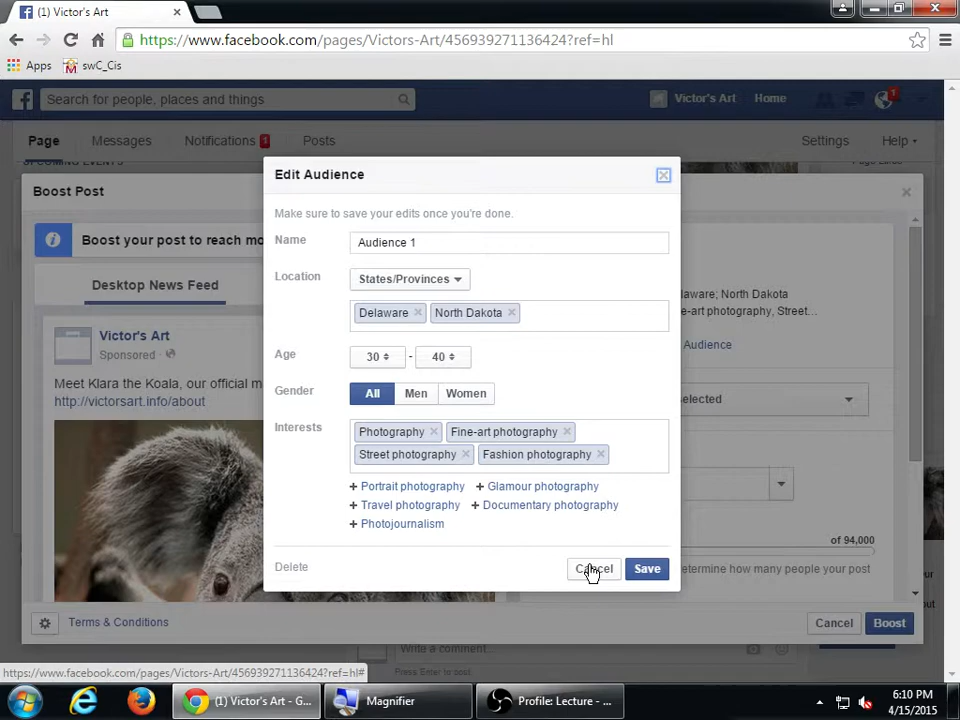 (1) Victor's Art
https://www.facebook.com/pages/Victors-Art/456939271136424?ref=hl
Apps swC_Cis
Search for people, places and things
Victor's Art Home 1
Page Messages Notifications 1 Posts Settings Help
Boost Post
Edit Audience
Make sure to save your edits once you're done.
Boost your post to reach mo
Name Audience 1
Location States/Provinces
Desktop News Feed
Delaware North Dakota
laware; North Dakota
e-art photography, Street...
Audience
Victor's Art
Sponsored
Age 30 - 40
Meet Klara the Koala, our official m
http://victorsart.info/about
Gender All Men Women
elected
Interests Photography Fine-art photography
Street photography Fashion photography
+ Portrait photography + Glamour photography
+ Travel photography + Documentary photography
+ Photojournalism
of 94,000
Delete Cancel Save
determine how many people your post
Terms & Conditions
Cancel Boost
Write a comment...
Press Enter to post
https://www.facebook.com/pages/Victors-Art/456939271136424?ref=hl#
(1) Victor's Art - G... Magnifier Profile: Lecture - ...
6:10 PM
4/15/2015